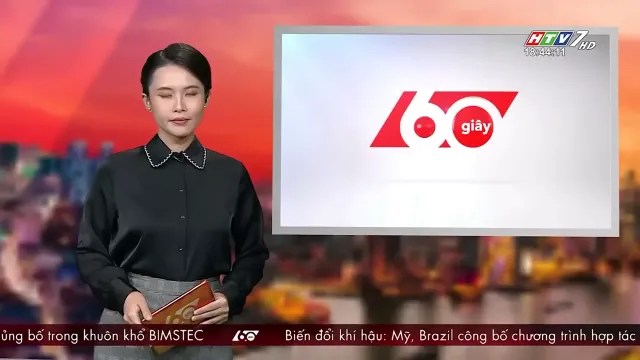 HTV7 HD
18:44:11
60 giây
ủng bố trong khuôn khổ BIMSTEC 60 Biến đổi khí hậu: Mỹ, Brazil công bố chương trình hợp tác